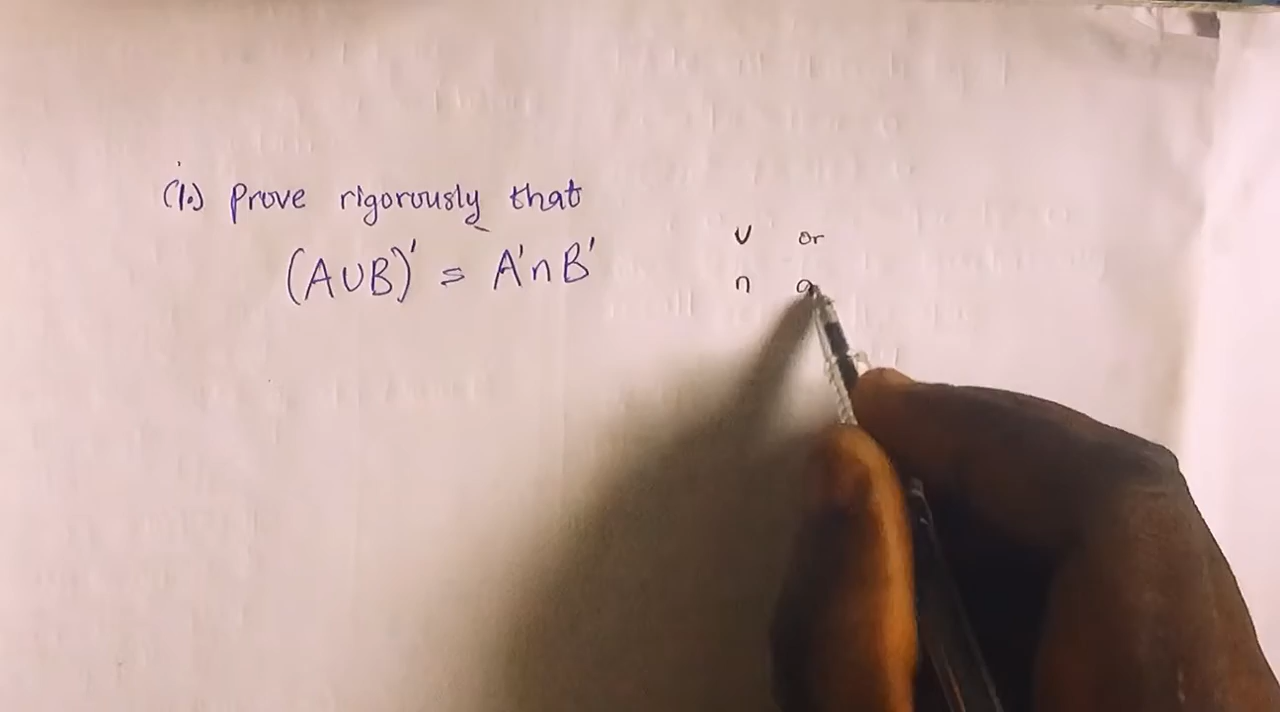 (1.) Prove rigorously that
(A∪B)' = A'∩B'
∪ or
∩ a